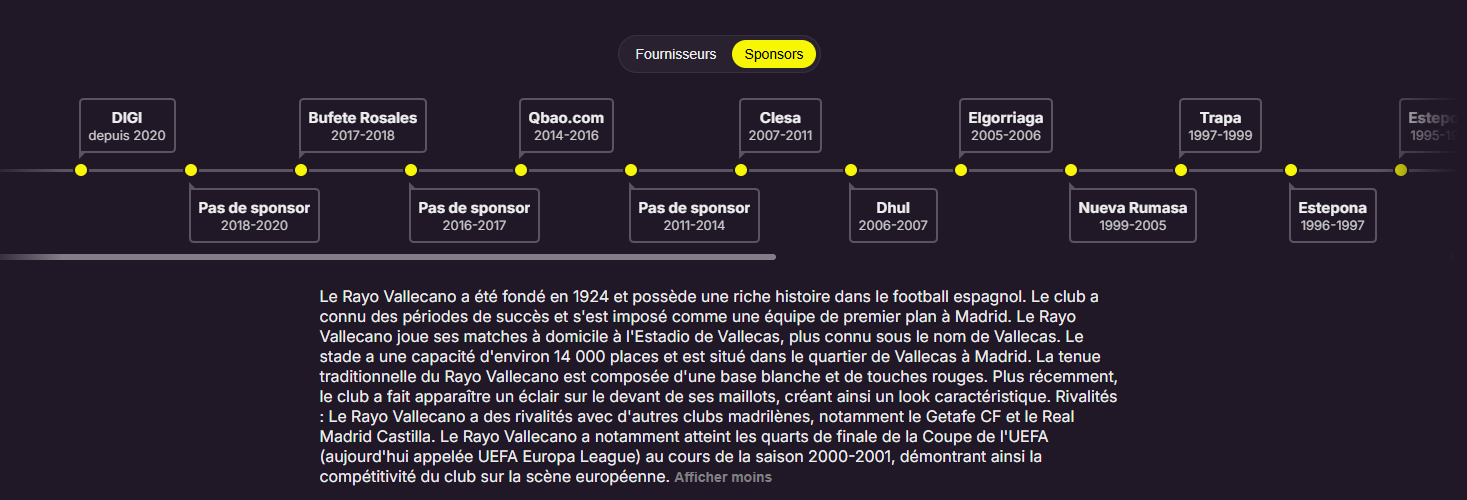 Fournisseurs Sponsors
DIGI
depuis 2020
Bufete Rosales
2017-2018
Qbao.com
2014-2016
Clesa
2007-2011
Elgorriaga
2005-2006
Trapa
1997-1999
Pas de sponsor
2018-2020
Pas de sponsor
2016-2017
Pas de sponsor
2011-2014
Dhul
2006-2007
Nueva Rumasa
1999-2005
Estepona
1996-1997
Le Rayo Vallecano a été fondé en 1924 et possède une riche histoire dans le football espagnol. Le club a
connu des périodes de succès et s'est imposé comme une équipe de premier plan à Madrid. Le Rayo
Vallecano joue ses matches à domicile à l'Estadio de Vallecas, plus connu sous le nom de Vallecas. Le
stade a une capacité d'environ 14 000 places et est situé dans le quartier de Vallecas à Madrid. La tenue
traditionnelle du Rayo Vallecano est composée d'une base blanche et de touches rouges. Plus récemment,
le club a fait apparaître un éclair sur le devant de ses maillots, créant ainsi un look caractéristique. Rivalités
: Le Rayo Vallecano a des rivalités avec d'autres clubs madrilènes, notamment le Getafe CF et le Real
Madrid Castilla. Le Rayo Vallecano a notamment atteint les quarts de finale de la Coupe de l'UEFA
(aujourd'hui appelée UEFA Europa League) au cours de la saison 2000-2001, démontrant ainsi la
compétitivité du club sur la scène européenne. Afficher moins